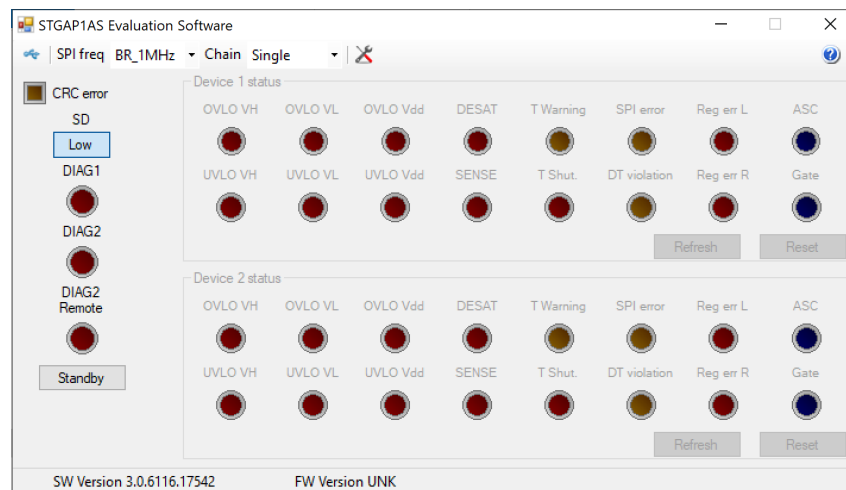 STGAP1AS Evaluation Software
SPI freq BR_1MHz Chain Single
CRC error
SD
Low
DIAG1
DIAG2
DIAG2
Remote
Standby
Device 1 status
OVLO VH OVLO VL OVLO Vdd DESAT T Warning SPI error Reg err L ASC
UVLO VH UVLO VL UVLO Vdd SENSE T Shut. DT violation Reg err R Gate
Refresh Reset
Device 2 status
OVLO VH OVLO VL OVLO Vdd DESAT T Warning SPI error Reg err L ASC
UVLO VH UVLO VL UVLO Vdd SENSE T Shut. DT violation Reg err R Gate
Refresh Reset
SW Version 3.0.6116.17542 FW Version UNK